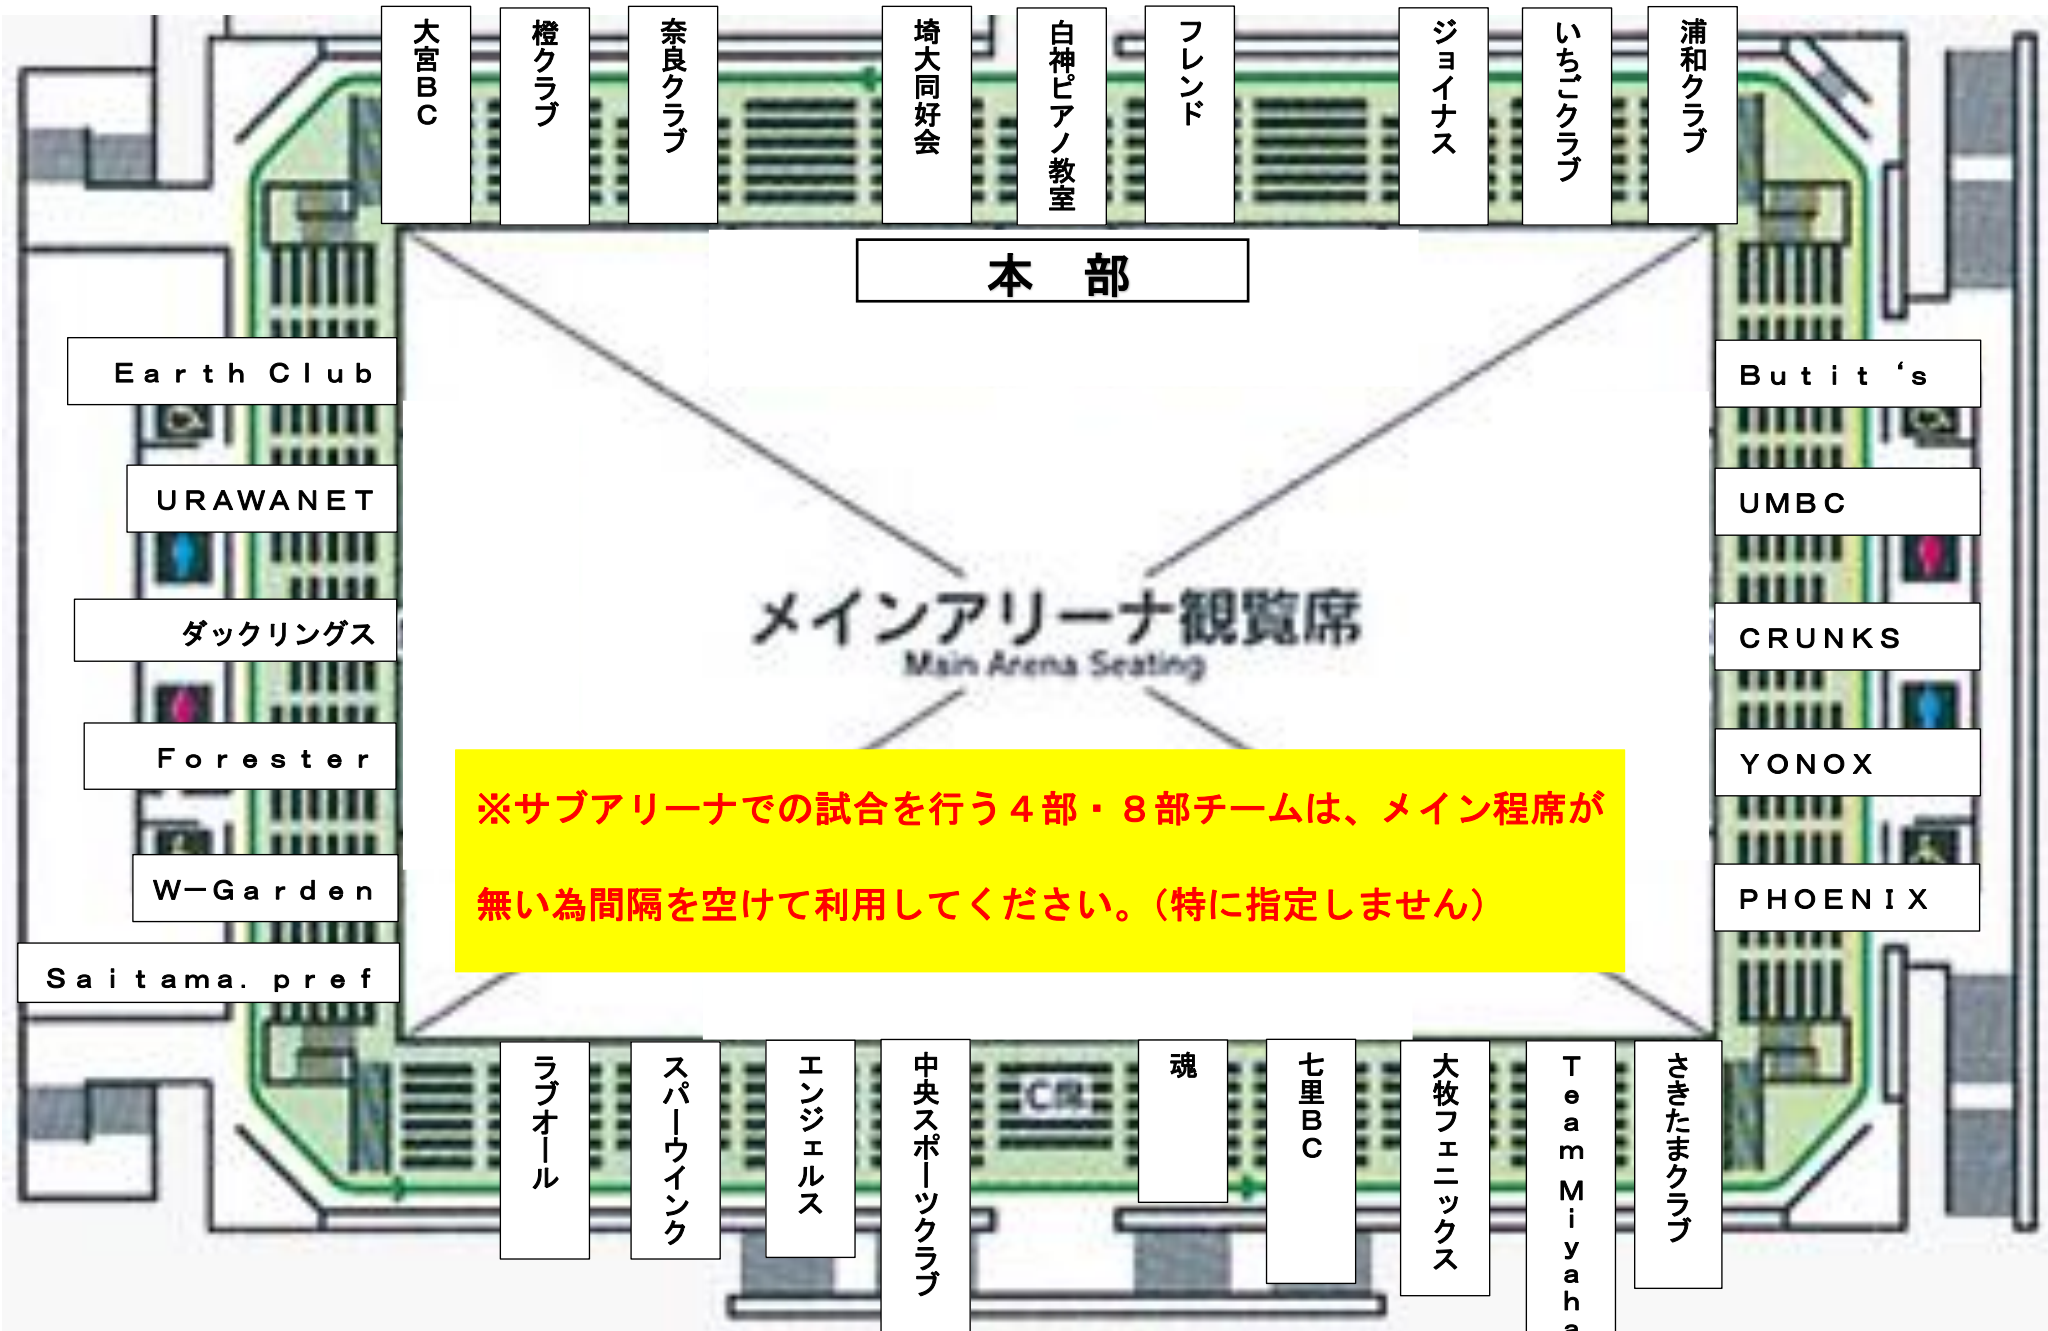 大宮ＢＣ
橙クラブ
奈良クラブ
埼大同好会
白神ピアノ教室
フレンド
ジョイナス
いちごクラブ
浦和クラブ
本　部
Ｅａｒｔｈ Ｃｌｕｂ
ＵＲＡＷＡＮＥＴ
ダックリングス
Ｆｏｒｅｓｔｅｒ
Ｗ－Ｇａｒｄｅｎ
Ｓａｉｔａｍａ．ｐｒｅｆ
Ｂｕｔｉｔ‘ｓ
ＵＭＢＣ
ＣＲＵＮＫＳ
ＹＯＮＯＸ
ＰＨＯＥＮＩＸ
メインアリーナ観覧席
Main Arena Seating
※サブアリーナでの試合を行う４部・８部チームは、メイン程席が
無い為間隔を空けて利用してください。（特に指定しません）
ラブオール
スパーウインク
エンジェルス
中央スポーツクラブ
C席
魂
七里ＢＣ
大牧フェニックス
Ｔｅａｍ Ｍｉｙａｈａ
さきたまクラブ